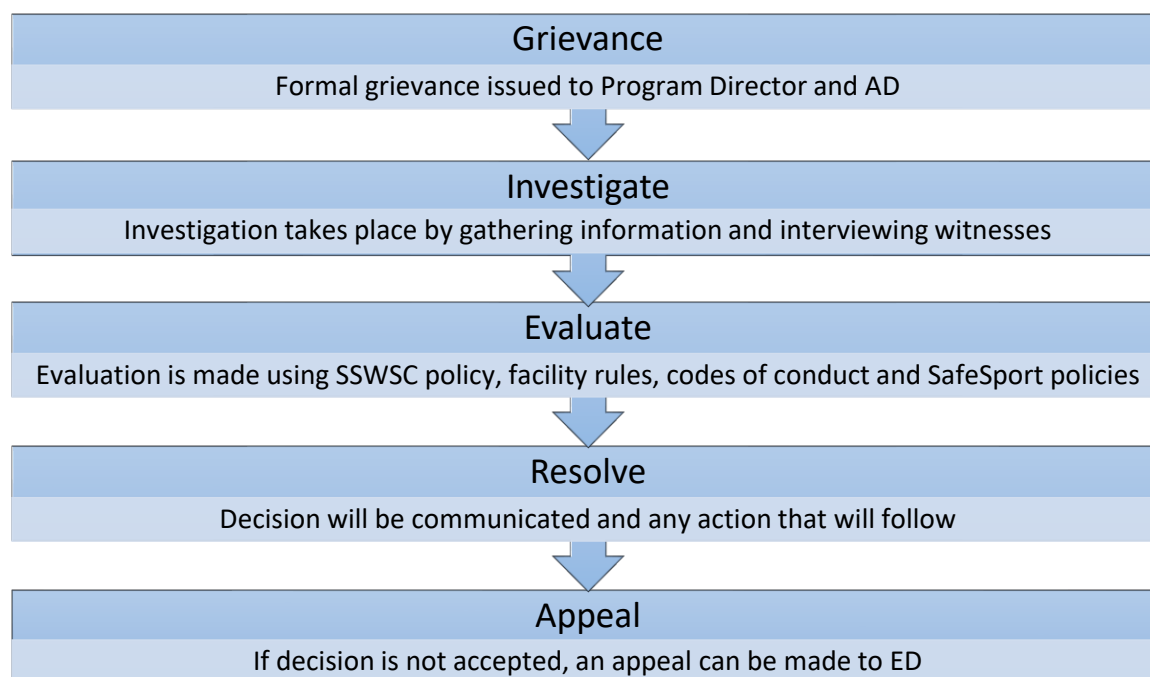 Grievance
Formal grievance issued to Program Director and AD
Investigate
Investigation takes place by gathering information and interviewing witnesses
Evaluate
Evaluation is made using SSWSC policy, facility rules, codes of conduct and SafeSport policies
Resolve
Decision will be communicated and any action that will follow
Appeal
If decision is not accepted, an appeal can be made to ED